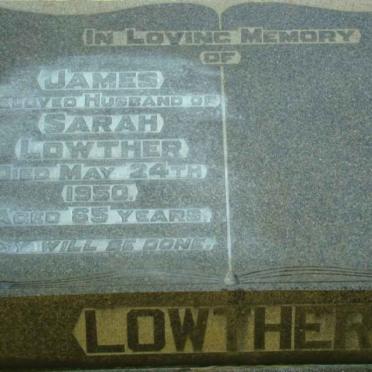 In Loving Memory
of
James
eloved Husband of
Sarah
Lowther
Died May 24th
1950.
Aged 65 years.
y will be done.
LOWTHER